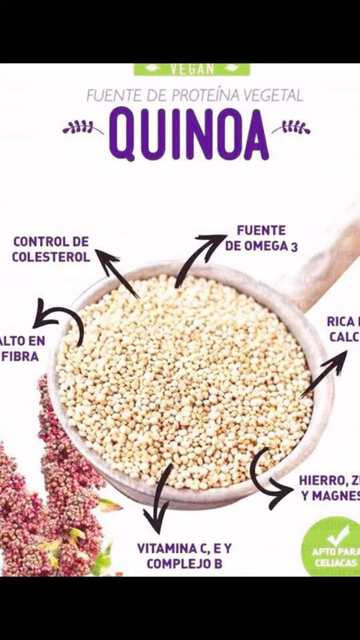 VEGAN
FUENTE DE PROTEÍNA VEGETAL
QUINOA
FUENTE
DE OMEGA 3
CONTROL DE
COLESTEROL
RICA
CALC
ALTO EN
FIBRA
HIERRO, Z
Y MAGNES
VITAMINA C, E Y
COMPLEJO B
APTO PARA
CELIACAS